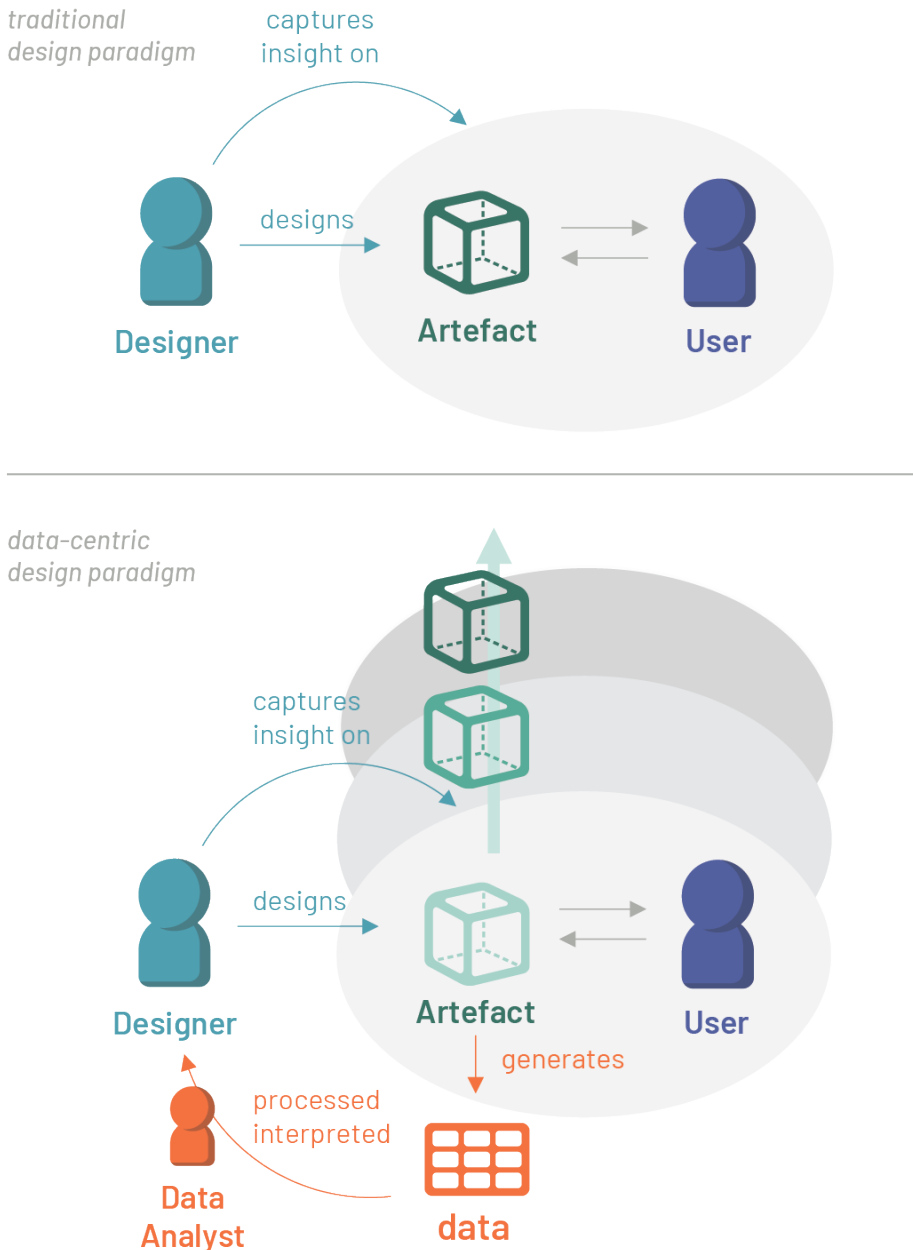 traditional
design paradigm
captures
insight on
designs
Designer
Artefact
User
data-centric
design paradigm
captures
insight on
designs
Designer
Artefact
User
generates
processed
interpreted
Data
Analyst
data